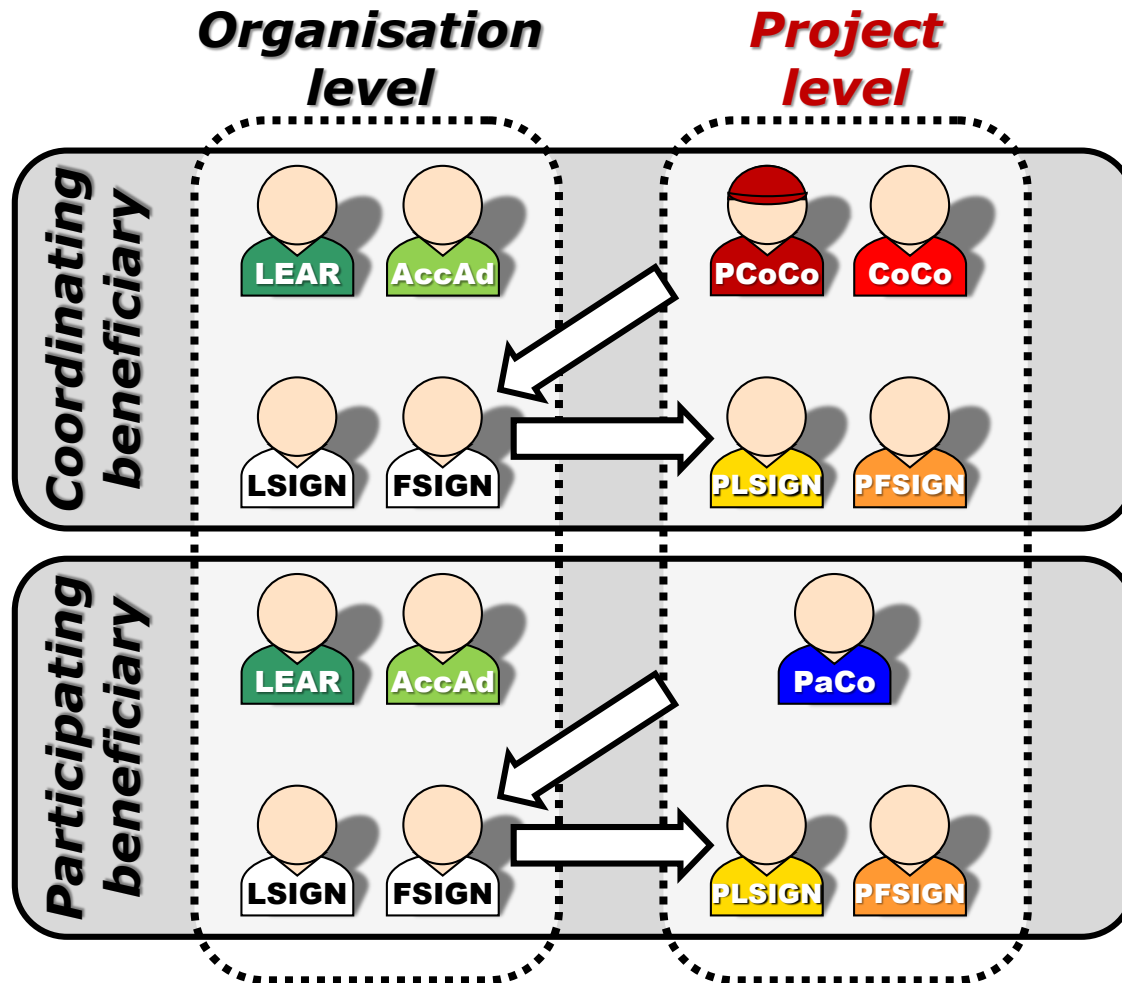 Organisation
level
Project
level
Coordinating
beneficiary
LEAR
AccAd
PCoCo
CoCo
LSIGN
FSIGN
PLSIGN
PFSIGN
Participating
beneficiary
LEAR
AccAd
PaCo
LSIGN
FSIGN
PLSIGN
PFSIGN